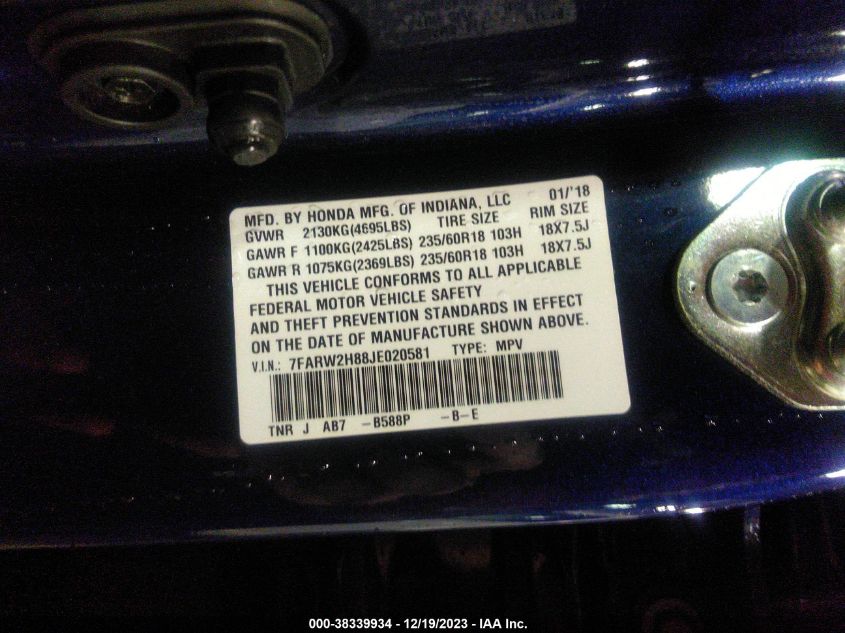 MFD. BY HONDA MFG. OF INDIANA, LLC 01/'18
GVWR 2130KG(4695LBS) TIRE SIZE RIM SIZE
GAWR F 1100KG(2425LBS) 235/60R18 103H 18X7.5J
GAWR R 1075KG(2369LBS) 235/60R18 103H 18X7.5J
THIS VEHICLE CONFORMS TO ALL APPLICABLE
FEDERAL MOTOR VEHICLE SAFETY
AND THEFT PREVENTION STANDARDS IN EFFECT
ON THE DATE OF MANUFACTURE SHOWN ABOVE.
V.I.N.: 7FARW2H88JE020581 TYPE: MPV
TNR J AB7 -B588P -B-E
000-38339934 - 12/19/2023 - IAA Inc.